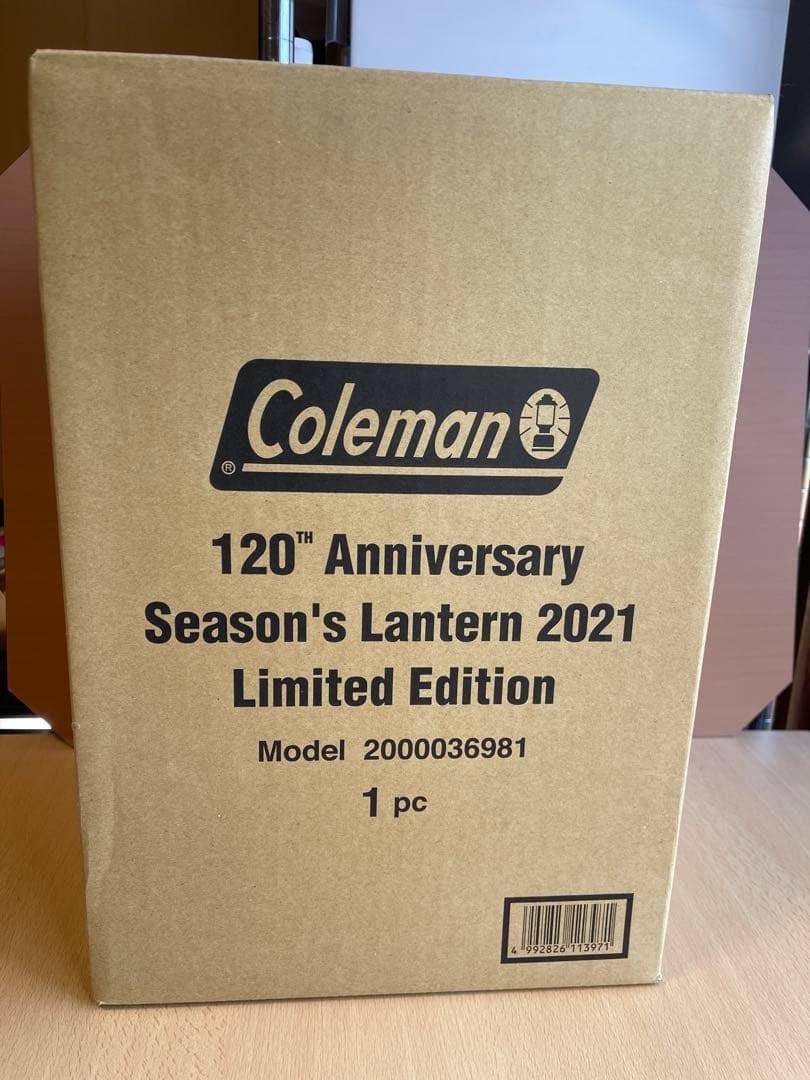 Coleman
®
120TH Anniversary
Season's Lantern 2021
Limited Edition
Model 2000036981
1 pc
4 992826 113971